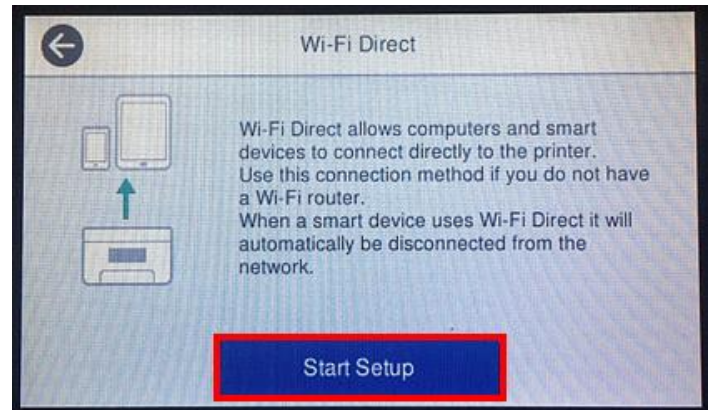 Wi-Fi Direct
Wi-Fi Direct allows computers and smart
devices to connect directly to the printer.
Use this connection method if you do not have
a Wi-Fi router.
When a smart device uses Wi-Fi Direct it will
automatically be disconnected from the
network.
Start Setup